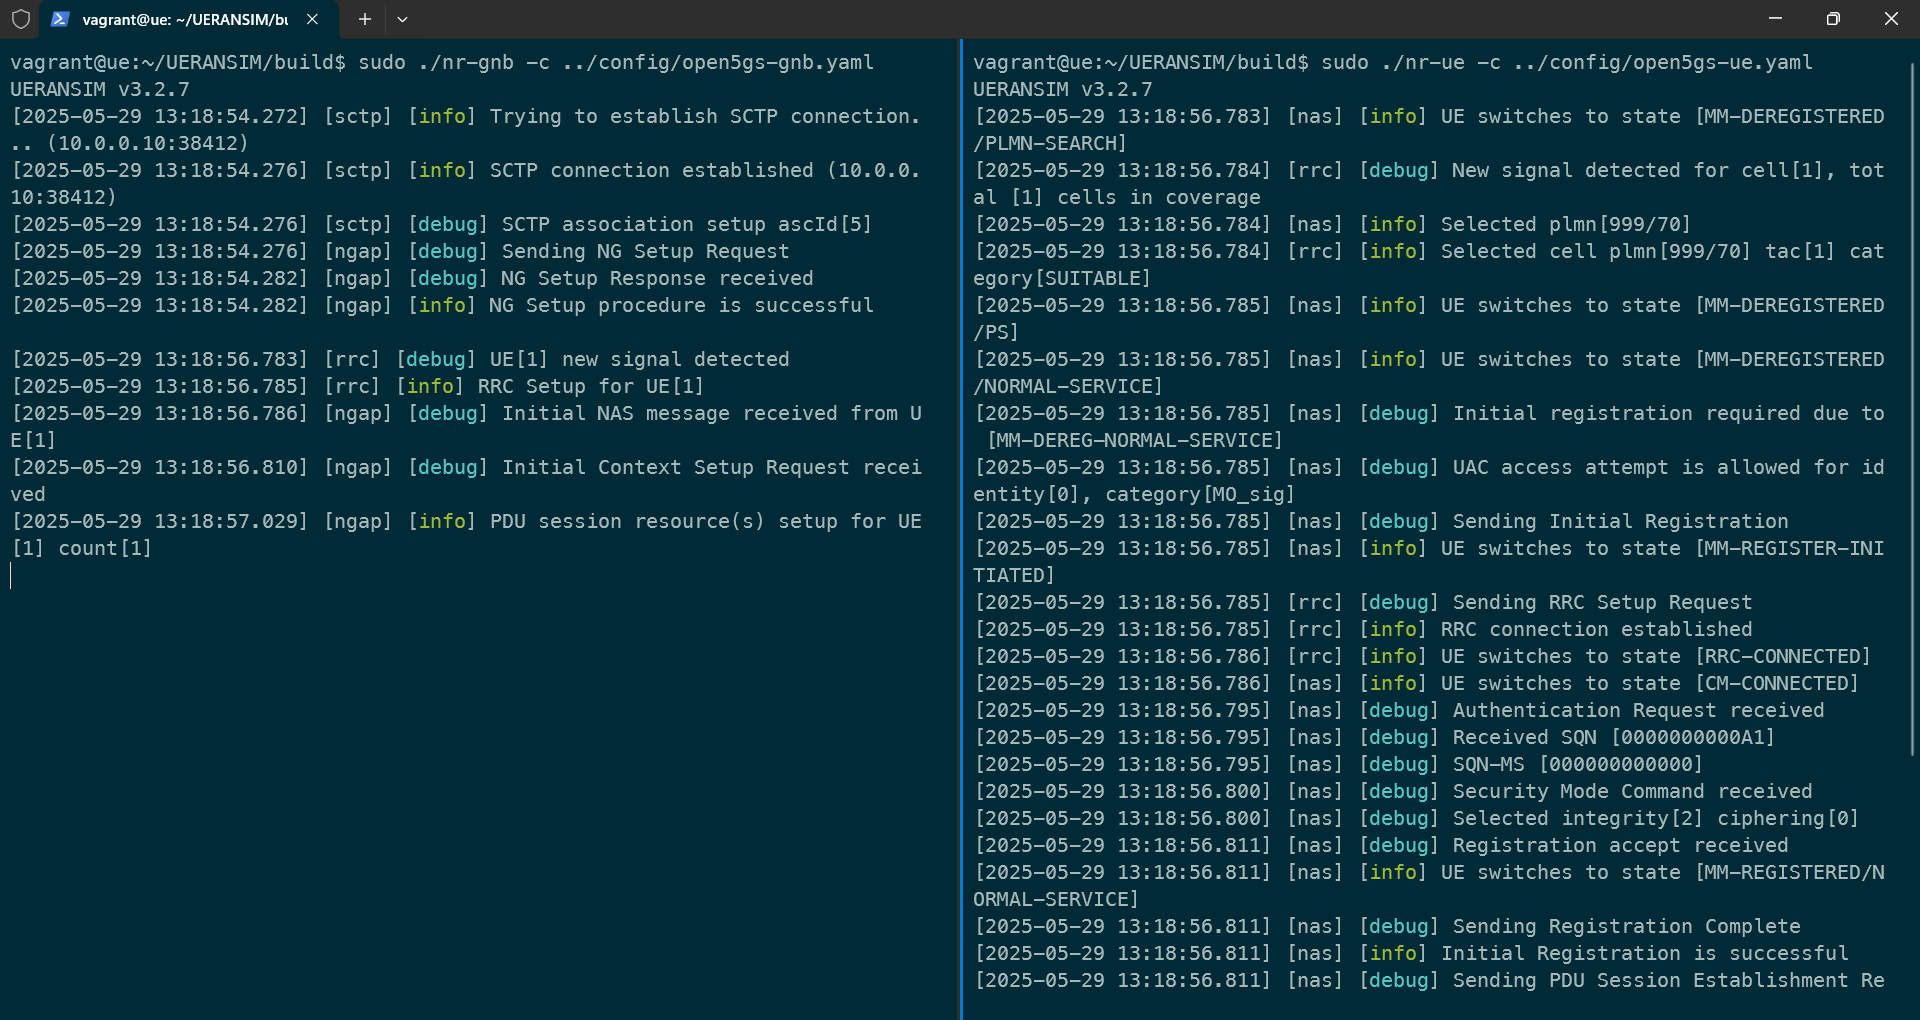 vagrant@ue: ~/UERANSIM/bu
vagrant@ue:~/UERANSIM/build$ sudo ./nr-gnb -c ../config/open5gs-gnb.yaml
UERANSIM v3.2.7
[2025-05-29 13:18:54.272] [sctp] [info] Trying to establish SCTP connection.
.. (10.0.0.10:38412)
[2025-05-29 13:18:54.276] [sctp] [info] SCTP connection established (10.0.0.
10:38412)
[2025-05-29 13:18:54.276] [sctp] [debug] SCTP association setup ascId[5]
[2025-05-29 13:18:54.276] [ngap] [debug] Sending NG Setup Request
[2025-05-29 13:18:54.282] [ngap] [debug] NG Setup Response received
[2025-05-29 13:18:54.282] [ngap] [info] NG Setup procedure is successful
[2025-05-29 13:18:56.783] [rrc] [debug] UE[1] new signal detected
[2025-05-29 13:18:56.785] [rrc] [info] RRC Setup for UE[1]
[2025-05-29 13:18:56.786] [ngap] [debug] Initial NAS message received from U
E[1]
[2025-05-29 13:18:56.810] [ngap] [debug] Initial Context Setup Request recei
ved
[2025-05-29 13:18:57.029] [ngap] [info] PDU session resource(s) setup for UE
[1] count[1]
vagrant@ue:~/UERANSIM/build$ sudo ./nr-ue -c ../config/open5gs-ue.yaml
UERANSIM v3.2.7
[2025-05-29 13:18:56.783] [nas] [info] UE switches to state [MM-DEREGISTERED
/PLMN-SEARCH]
[2025-05-29 13:18:56.784] [rrc] [debug] New signal detected for cell[1], tot
al [1] cells in coverage
[2025-05-29 13:18:56.784] [nas] [info] Selected plmn[999/70]
[2025-05-29 13:18:56.784] [rrc] [info] Selected cell plmn[999/70] tac[1] cat
egory[SUITABLE]
[2025-05-29 13:18:56.785] [nas] [info] UE switches to state [MM-DEREGISTERED
/PS]
[2025-05-29 13:18:56.785] [nas] [info] UE switches to state [MM-DEREGISTERED
/NORMAL-SERVICE]
[2025-05-29 13:18:56.785] [nas] [debug] Initial registration required due to
 [MM-DEREG-NORMAL-SERVICE]
[2025-05-29 13:18:56.785] [nas] [debug] UAC access attempt is allowed for id
entity[0], category[MO_sig]
[2025-05-29 13:18:56.785] [nas] [debug] Sending Initial Registration
[2025-05-29 13:18:56.785] [nas] [info] UE switches to state [MM-REGISTER-INI
TIATED]
[2025-05-29 13:18:56.785] [rrc] [debug] Sending RRC Setup Request
[2025-05-29 13:18:56.785] [rrc] [info] RRC connection established
[2025-05-29 13:18:56.786] [rrc] [info] UE switches to state [RRC-CONNECTED]
[2025-05-29 13:18:56.786] [nas] [info] UE switches to state [CM-CONNECTED]
[2025-05-29 13:18:56.795] [nas] [debug] Authentication Request received
[2025-05-29 13:18:56.795] [nas] [debug] Received SQN [0000000000A1]
[2025-05-29 13:18:56.795] [nas] [debug] SQN-MS [000000000000]
[2025-05-29 13:18:56.800] [nas] [debug] Security Mode Command received
[2025-05-29 13:18:56.800] [nas] [debug] Selected integrity[2] ciphering[0]
[2025-05-29 13:18:56.811] [nas] [debug] Registration accept received
[2025-05-29 13:18:56.811] [nas] [info] UE switches to state [MM-REGISTERED/N
ORMAL-SERVICE]
[2025-05-29 13:18:56.811] [nas] [debug] Sending Registration Complete
[2025-05-29 13:18:56.811] [nas] [info] Initial Registration is successful
[2025-05-29 13:18:56.811] [nas] [debug] Sending PDU Session Establishment Re